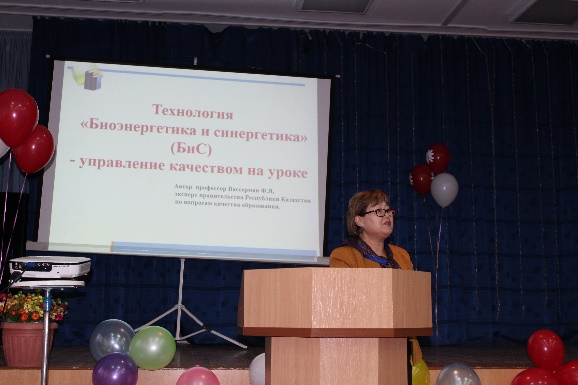 Технология
«Биоэнергетика и синергетика»
(БиС)
- управление качеством на уроке
Автор профессор Вассерман Ф.Я.
эксперт правительства Республики Казахстан
по вопросам качества образования.